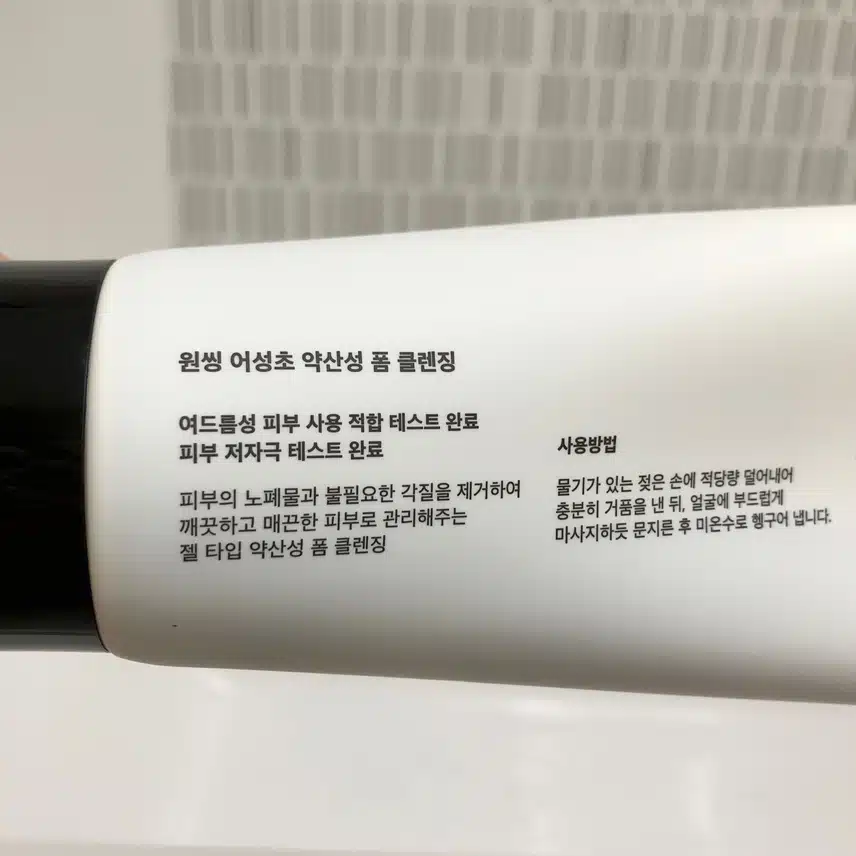 원씽 어성초 약산성 폼 클렌징
여드름성 피부 사용 적합 테스트 완료
피부 저자극 테스트 완료
피부의 노폐물과 불필요한 각질을 제거하여
깨끗하고 매끈한 피부로 관리해주는
젤 타입 약산성 폼 클렌징
사용방법
물기가 있는 젖은 손에 적당량 덜어내어
충분히 거품을 낸 뒤, 얼굴에 부드럽게
마사지하듯 문지른 후 미온수로 헹구어 냅니다.